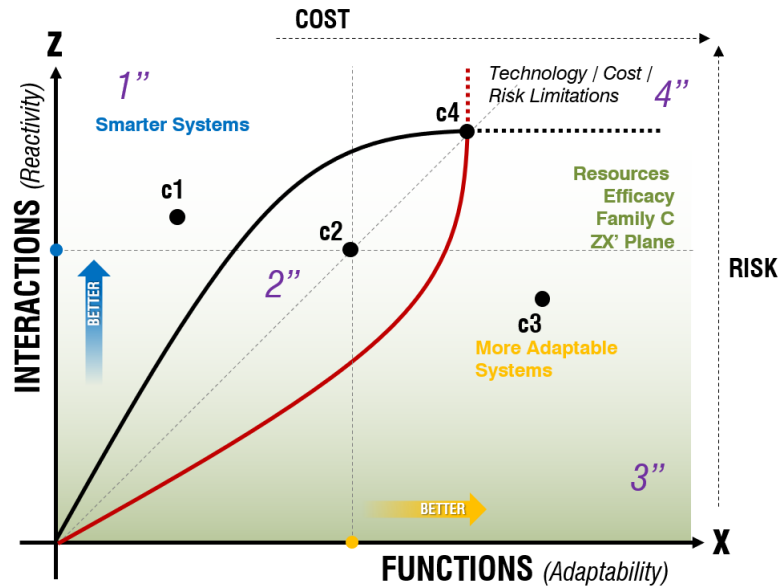 COST
Z
1”
Smarter Systems
Technology / Cost /
Risk Limitations
4”
c4
c1
Resources
Efficacy
Family C
ZX’ Plane
c2
RISK
2”
INTERACTIONS (Reactivity)
BETTER
c3
More Adaptable
Systems
3”
BETTER
X
FUNCTIONS (Adaptability)